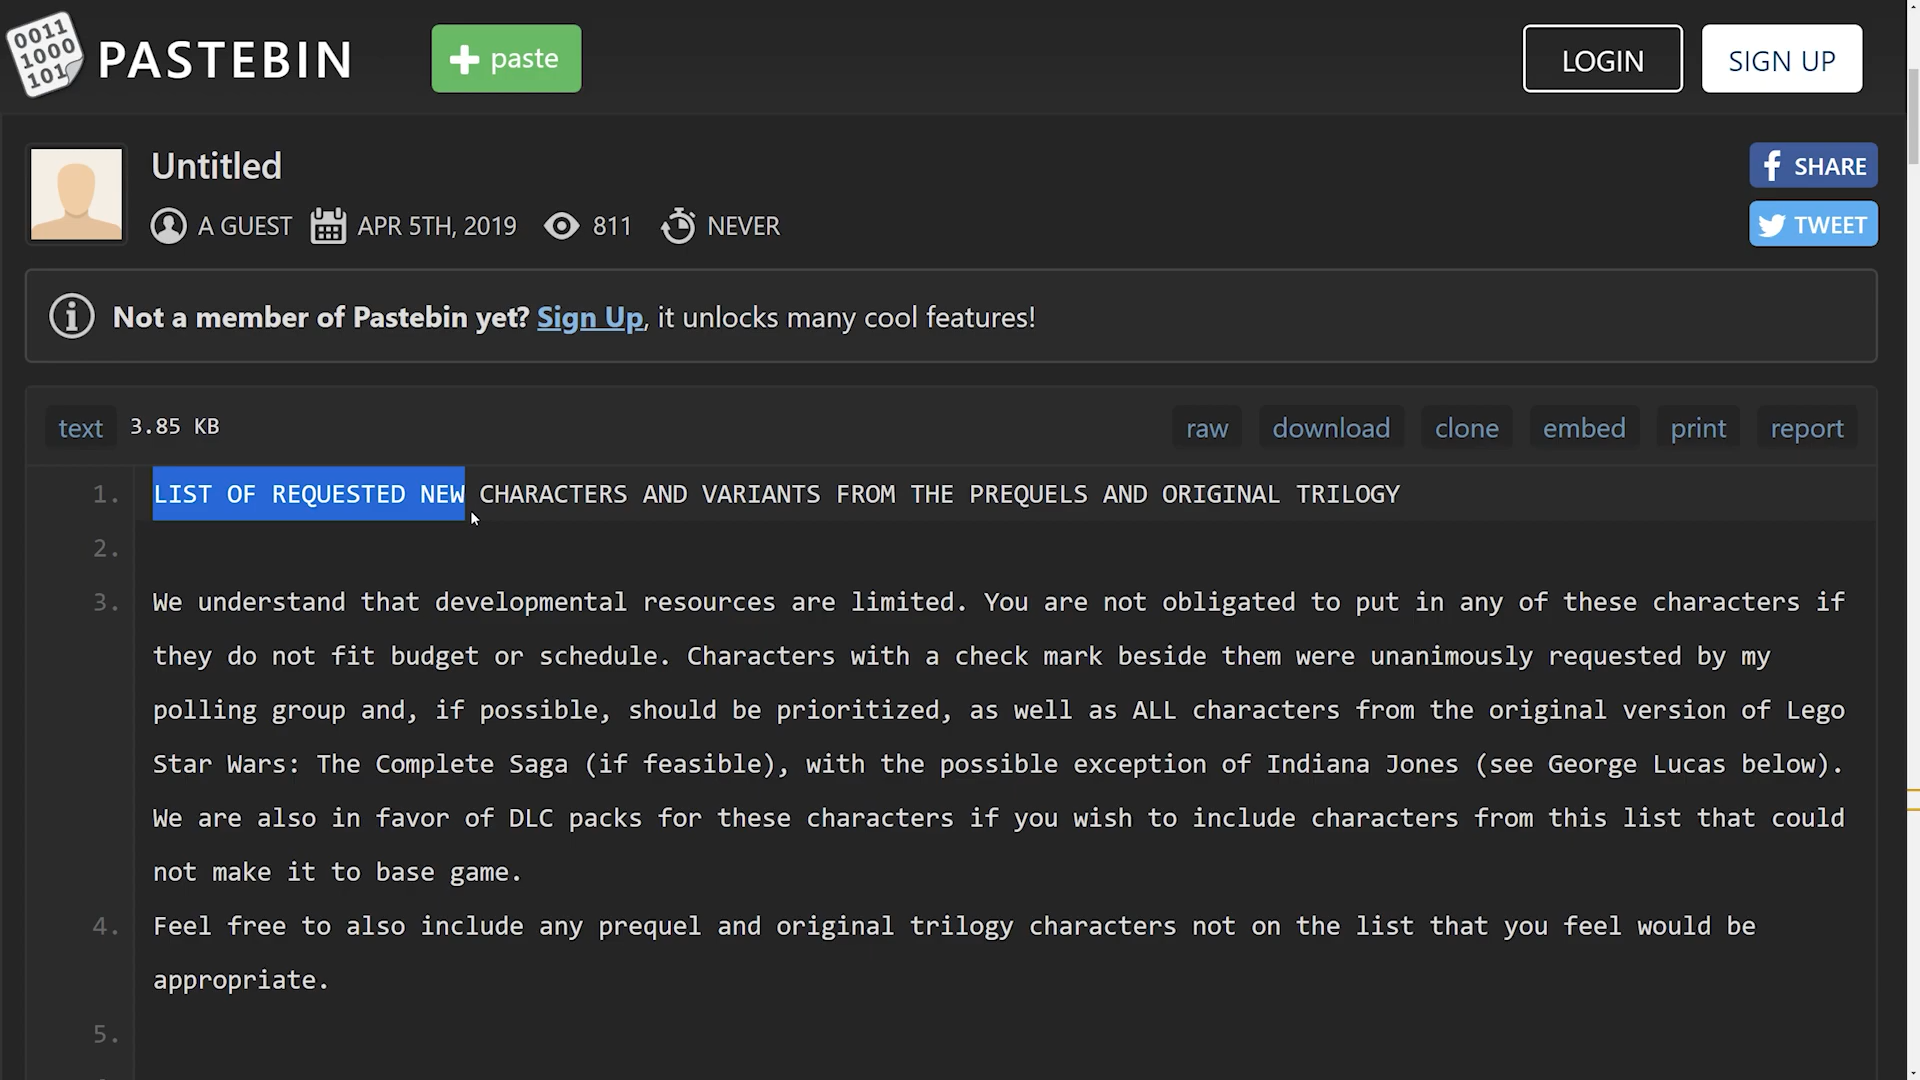 0011
1000
101
PASTEBIN
paste
LOGIN
SIGN UP
Untitled
SHARE
A GUEST
APR 5TH, 2019
811
NEVER
TWEET
Not a member of Pastebin yet? Sign Up, it unlocks many cool features!
text
3.85 KB
raw
download
clone
embed
print
report
1. LIST OF REQUESTED NEW CHARACTERS AND VARIANTS FROM THE PREQUELS AND ORIGINAL TRILOGY
2.
3. We understand that developmental resources are limited. You are not obligated to put in any of these characters if
they do not fit budget or schedule. Characters with a check mark beside them were unanimously requested by my
polling group and, if possible, should be prioritized, as well as ALL characters from the original version of Lego
Star Wars: The Complete Saga (if feasible), with the possible exception of Indiana Jones (see George Lucas below).
We are also in favor of DLC packs for these characters if you wish to include characters from this list that could
not make it to base game.
4. Feel free to also include any prequel and original trilogy characters not on the list that you feel would be
appropriate.
5.